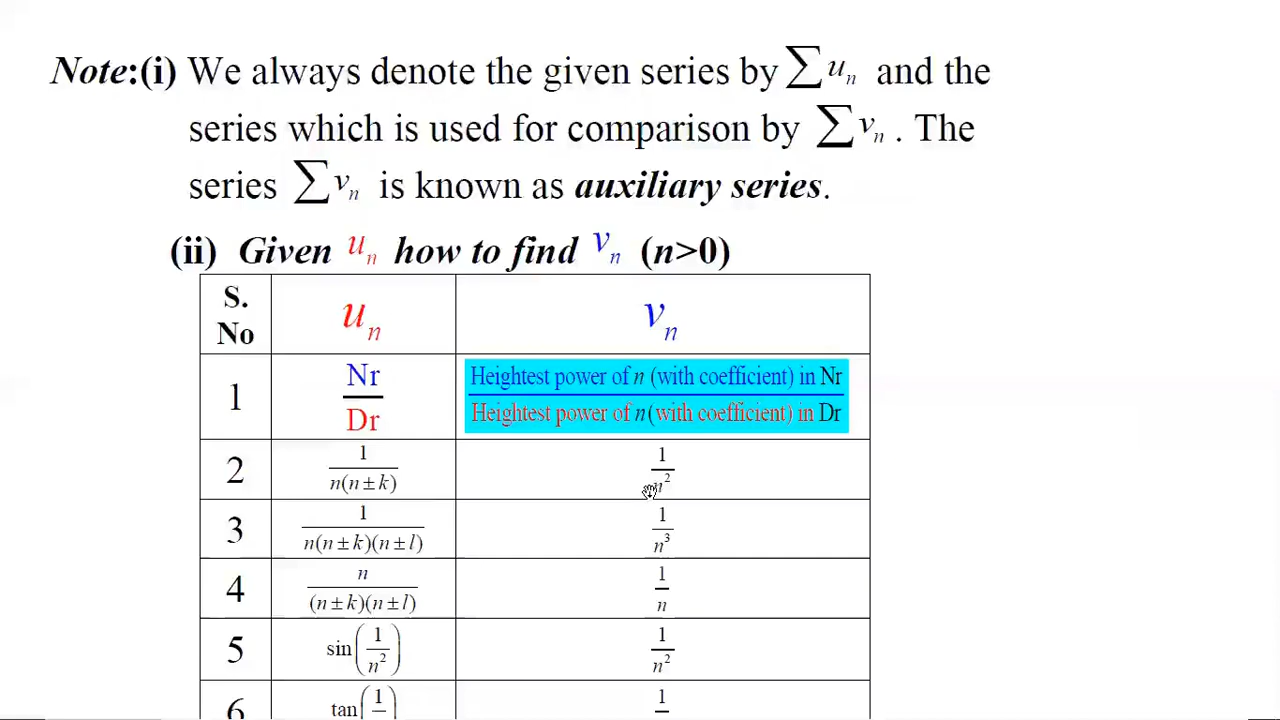 Note:(i) We always denote the given series by ∑uₙ and the
series which is used for comparison by ∑vₙ . The
series ∑vₙ is known as auxiliary series.
(ii) Given uₙ how to find vₙ (n>0)
S. No uₙ vₙ
1 Nr/Dr Heightest power of n (with coefficient) in Nr / Heightest power of n(with coefficient) in Dr
2 1/n(n±k) 1/n²
3 1/n(n±k)(n±l) 1/n³
4 n/(n±k)(n±l) 1/n
5 sin(1/n²) 1/n²
6 tan(1/ 1/